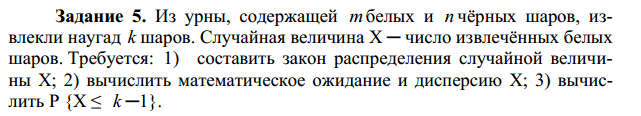 Задание 5. Из урны, содержащей m белых и n чёрных шаров, из-
влекли наугад k шаров. Случайная величина X − число извлечённых белых
шаров. Требуется: 1) составить закон распределения случайной величи-
ны X; 2) вычислить математическое ожидание и дисперсию X; 3) вычис-
лить P {X ≤ k−1}.